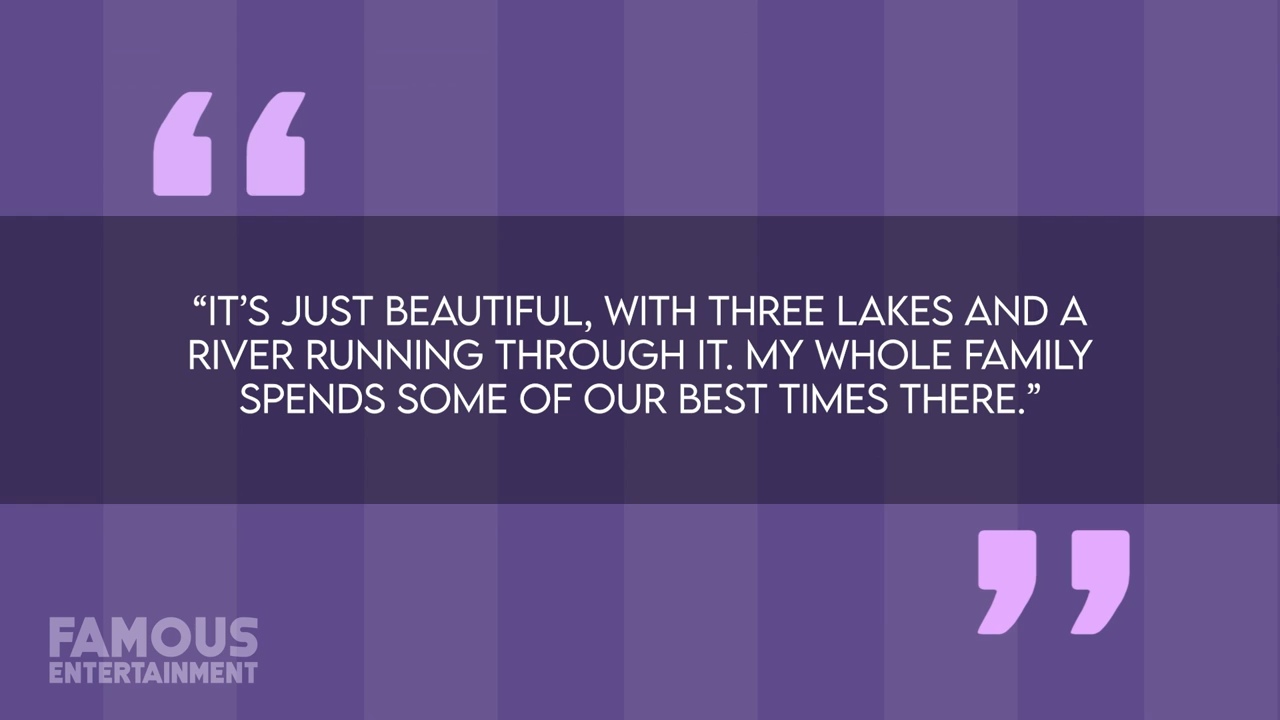 “IT’S JUST BEAUTIFUL, WITH THREE LAKES AND A
RIVER RUNNING THROUGH IT. MY WHOLE FAMILY
SPENDS SOME OF OUR BEST TIMES THERE.”
FAMOUS
ENTERTAINMENT